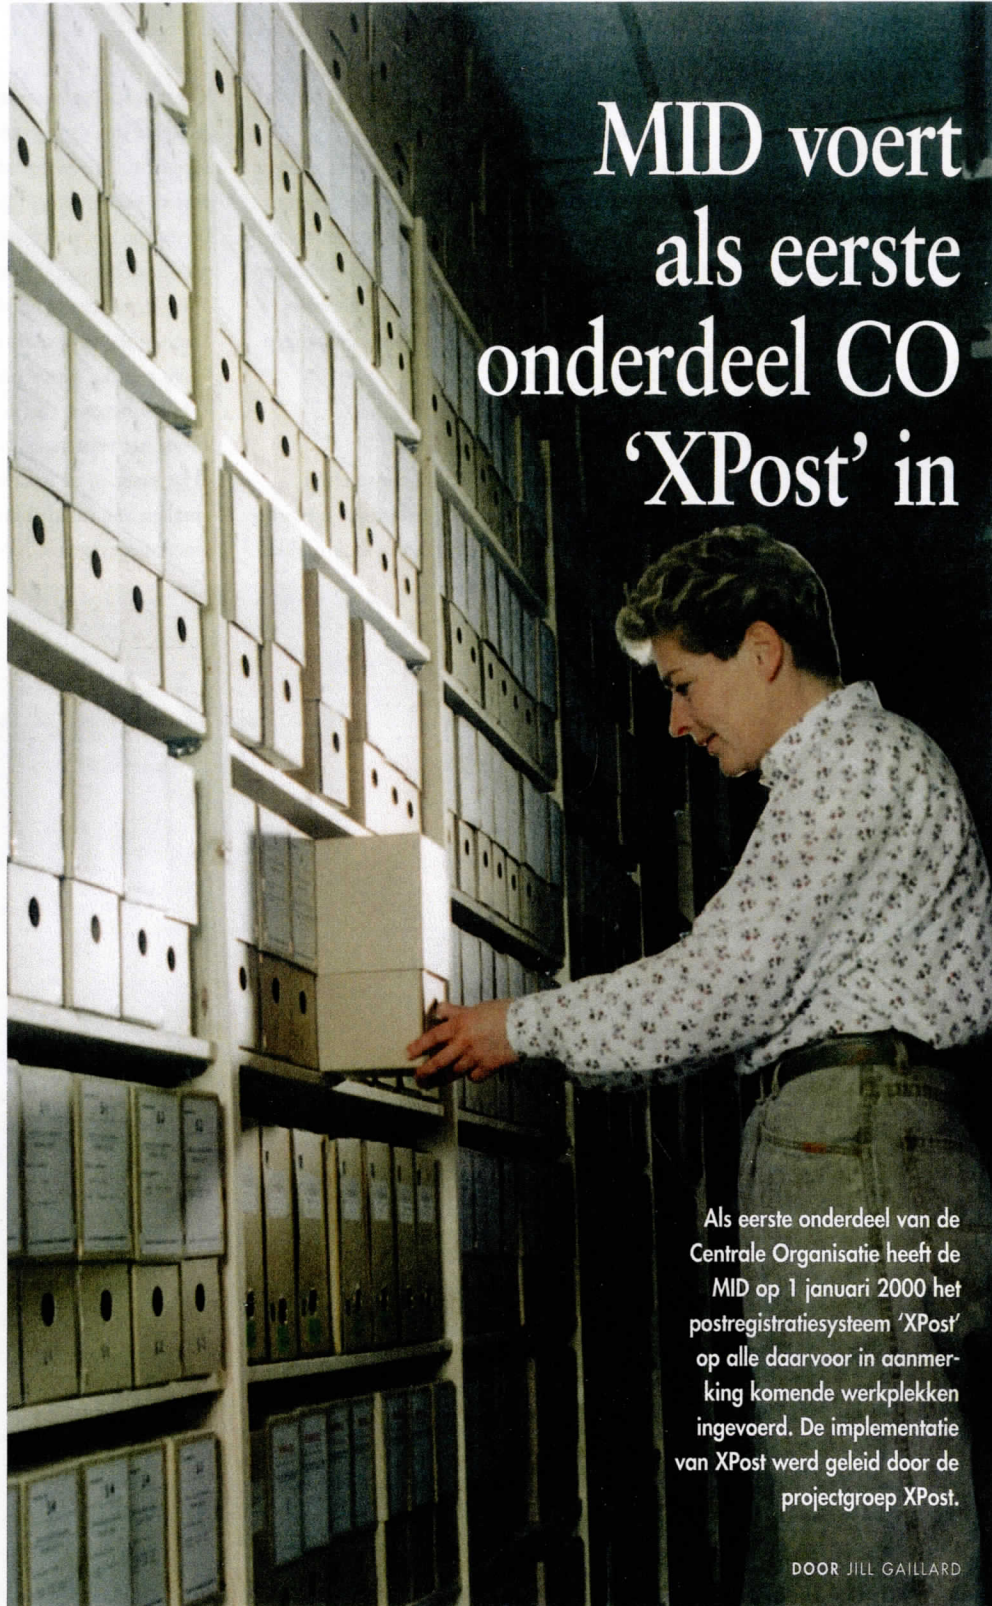 MID voert
als eerste
onderdeel CO
‘XPost’ in
Als eerste onderdeel van de
Centrale Organisatie heeft de
MID op 1 januari 2000 het
postregistratiesysteem ‘XPost’
op alle daarvoor in aanmer-
king komende werkplekken
ingevoerd. De implementatie
van XPost werd geleid door de
projectgroep XPost.
DOOR JILL GAILLARD